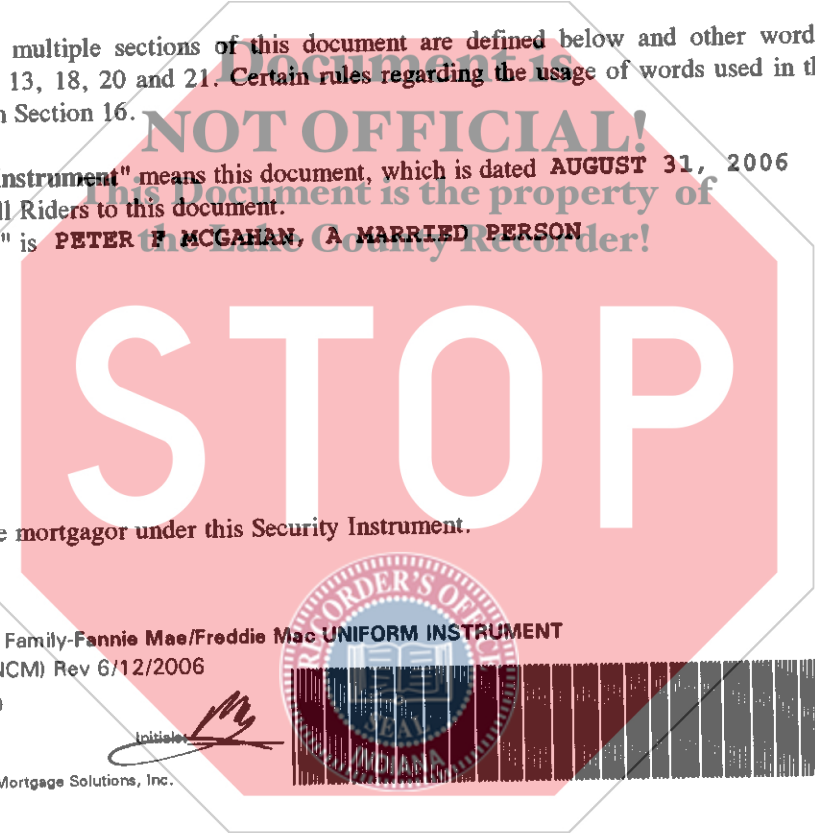 multiple sections of this document are defined below and other word
13, 18, 20 and 21. Certain rules regarding the usage of words used in th
n Section 16.
Document is
NOT OFFICIAL!
This Document is the property of
the Lake County Recorder!
nstrument" means this document, which is dated AUGUST 31, 2006
ll Riders to this document.
" is PETER F MCGAHAN, A MARRIED PERSON
STOP
e mortgagor under this Security Instrument.
RECORDER'S OFFICE
SEAL
INDIANA
Family-Fannie Mae/Freddie Mac UNIFORM INSTRUMENT
NCM) Rev 6/12/2006
)
Initials:
Mortgage Solutions, Inc.